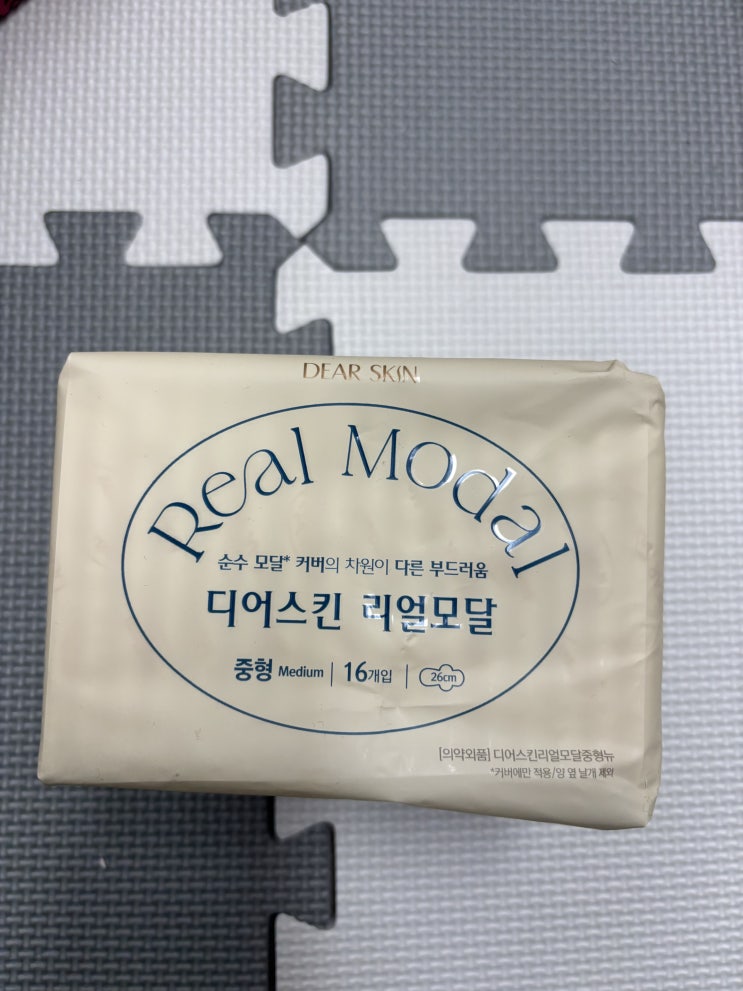 DEAR SKIN
Real Modal
순수 모달* 커버의 차원이 다른 부드러움
디어스킨 리얼모달
중형 Medium | 16개입 | 26cm
[의약외품] 디어스킨리얼모달중형뉴
*커버에만 적용/양 옆 날개 제외